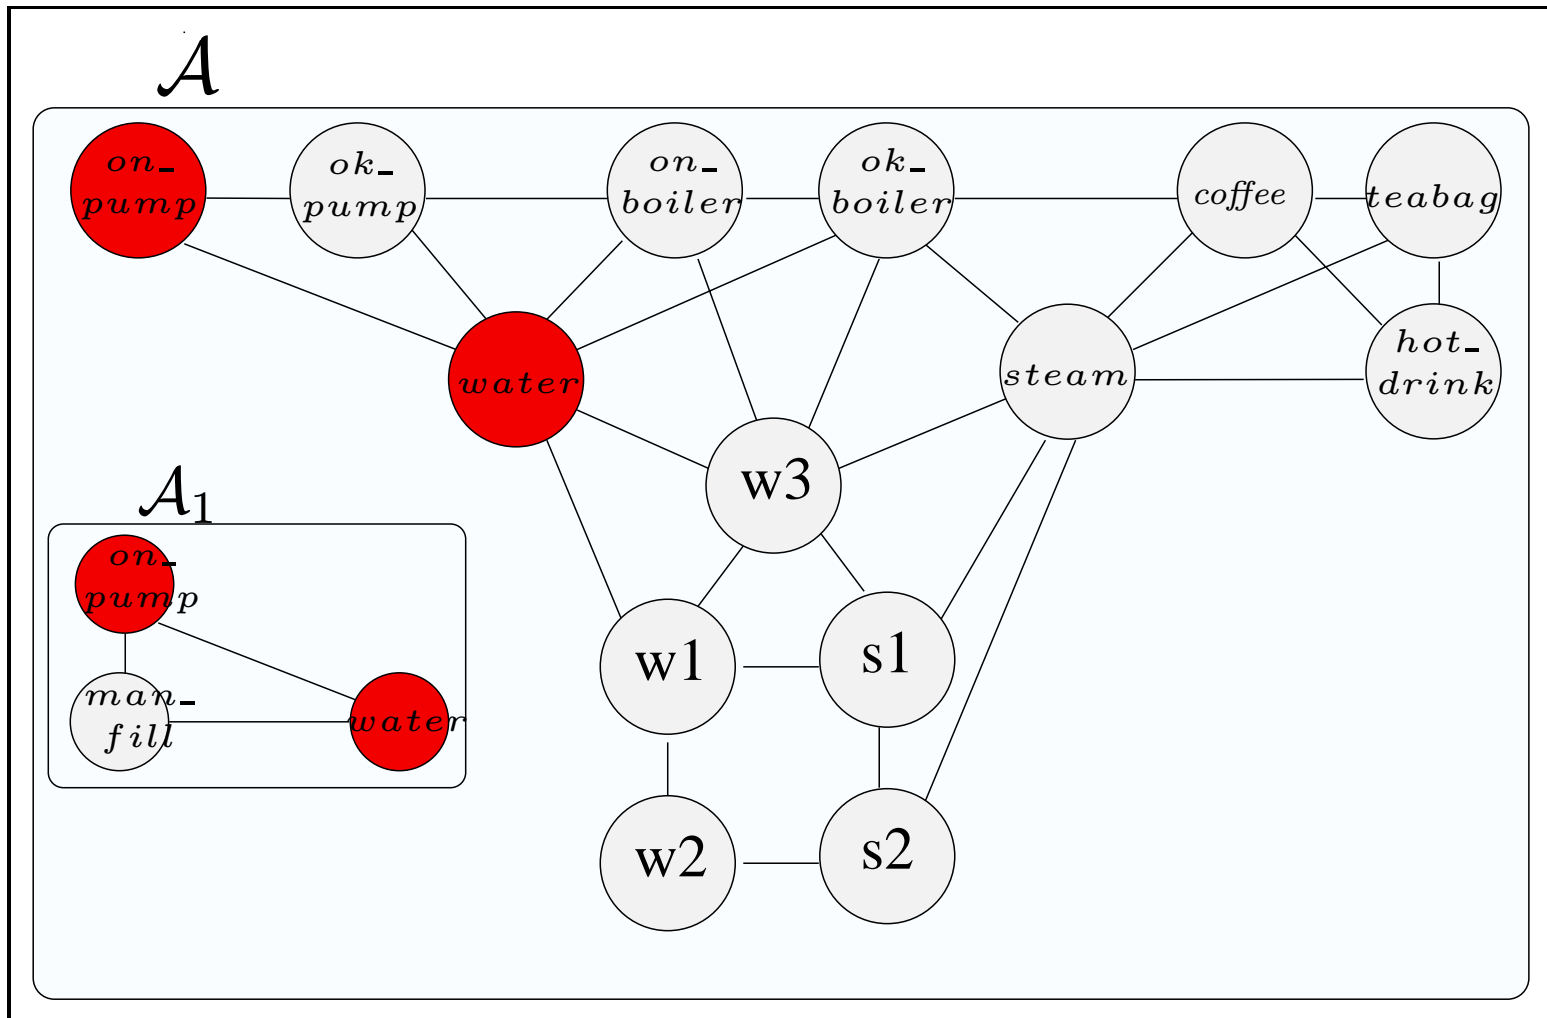 𝒜
on_
pump
ok_
pump
on_
boiler
ok_
boiler
coffee
teabag
water
steam
hot_
drink
w3
𝒜1
on_
pump
man_
fill
water
w1
s1
w2
s2